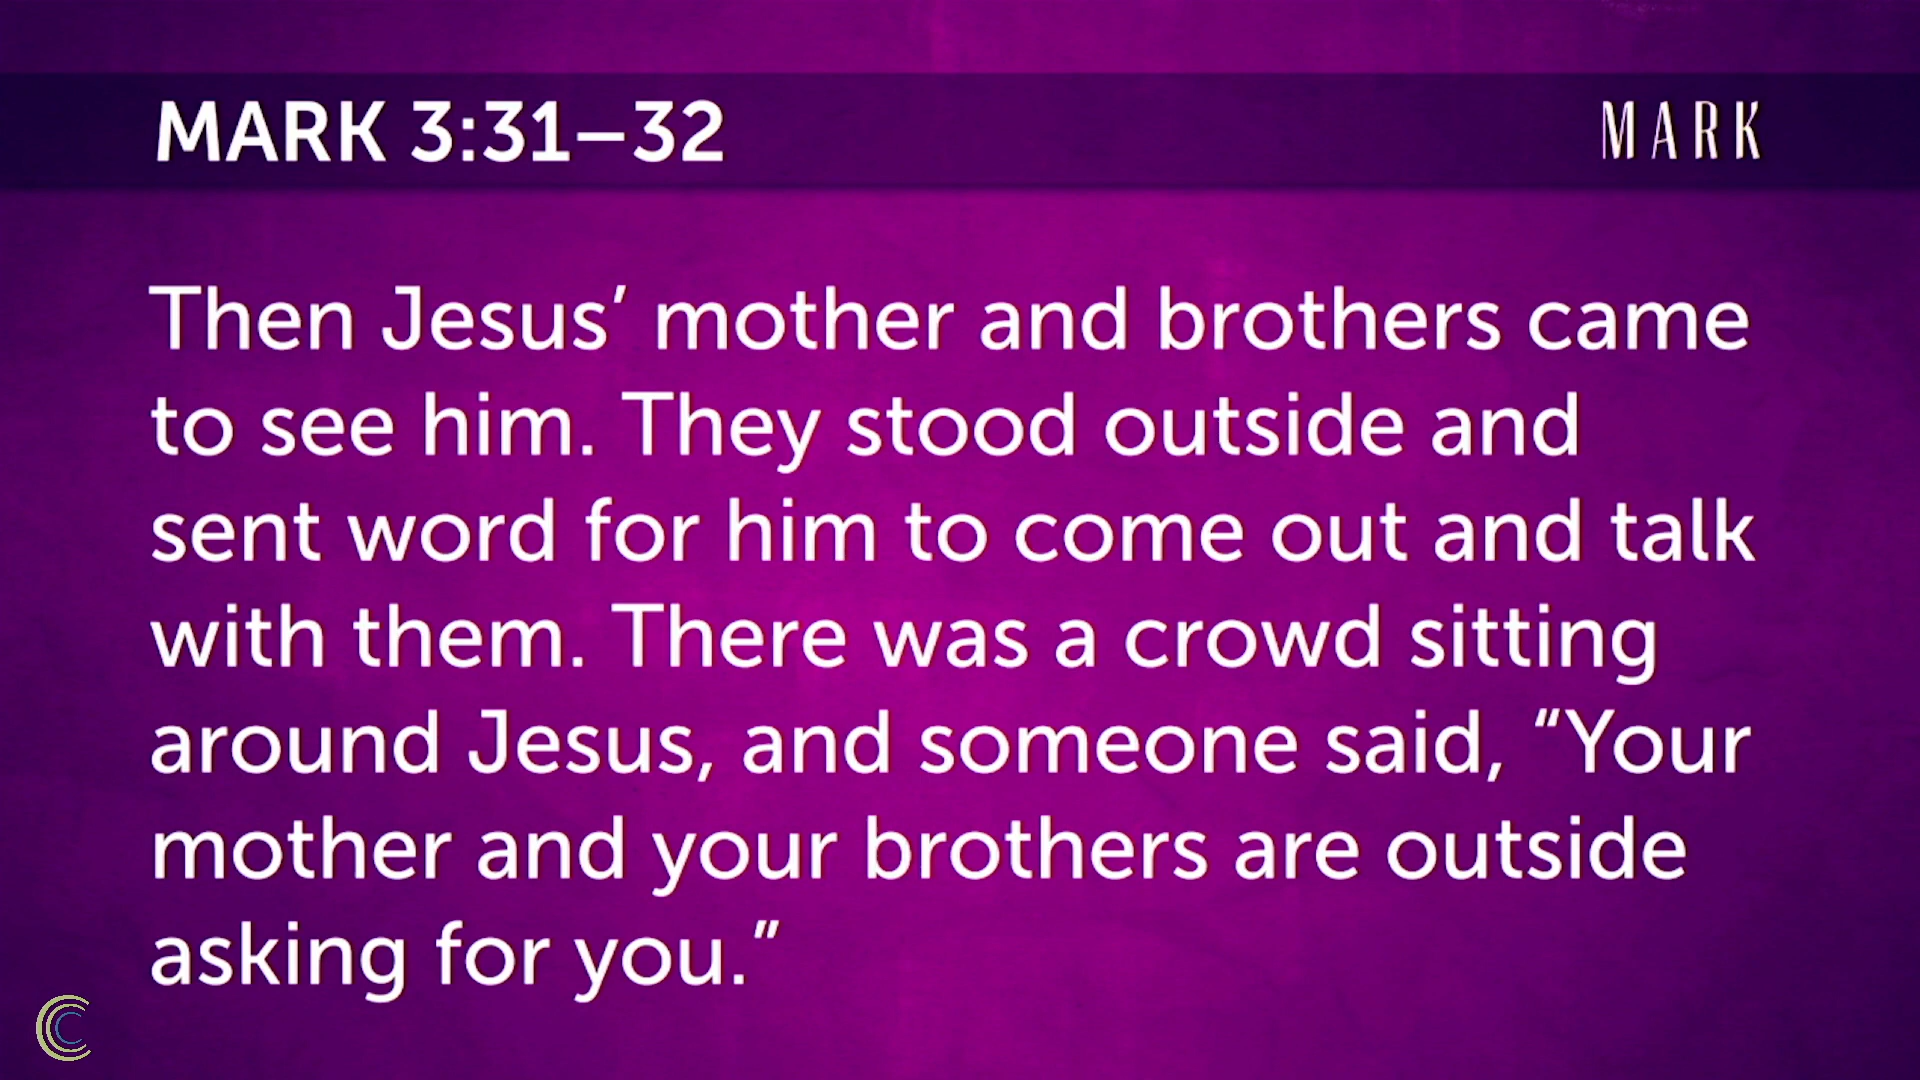 MARK 3:31–32
MARK
Then Jesus’ mother and brothers came
to see him. They stood outside and
sent word for him to come out and talk
with them. There was a crowd sitting
around Jesus, and someone said, “Your
mother and your brothers are outside
asking for you.”